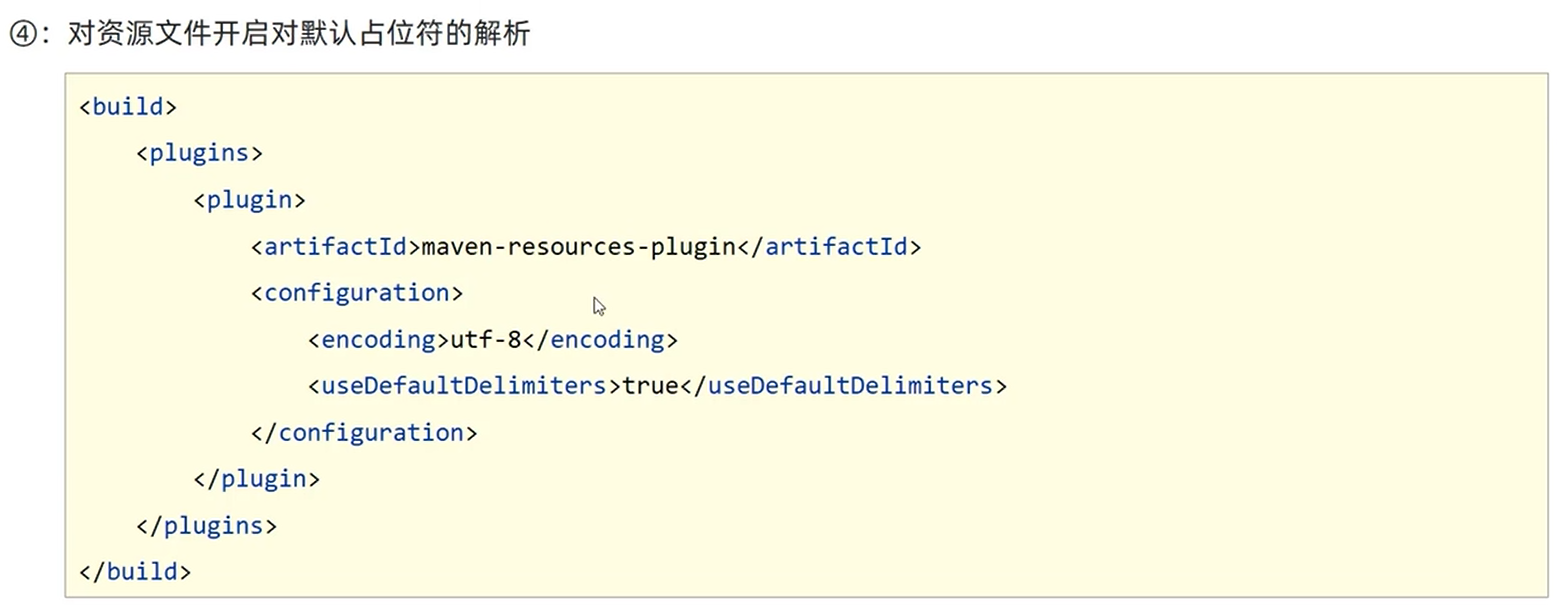 ④：对资源文件开启对默认占位符的解析
<build>
    <plugins>
        <plugin>
            <artifactId>maven-resources-plugin</artifactId>
            <configuration>
                <encoding>utf-8</encoding>
                <useDefaultDelimiters>true</useDefaultDelimiters>
            </configuration>
        </plugin>
    </plugins>
</build>